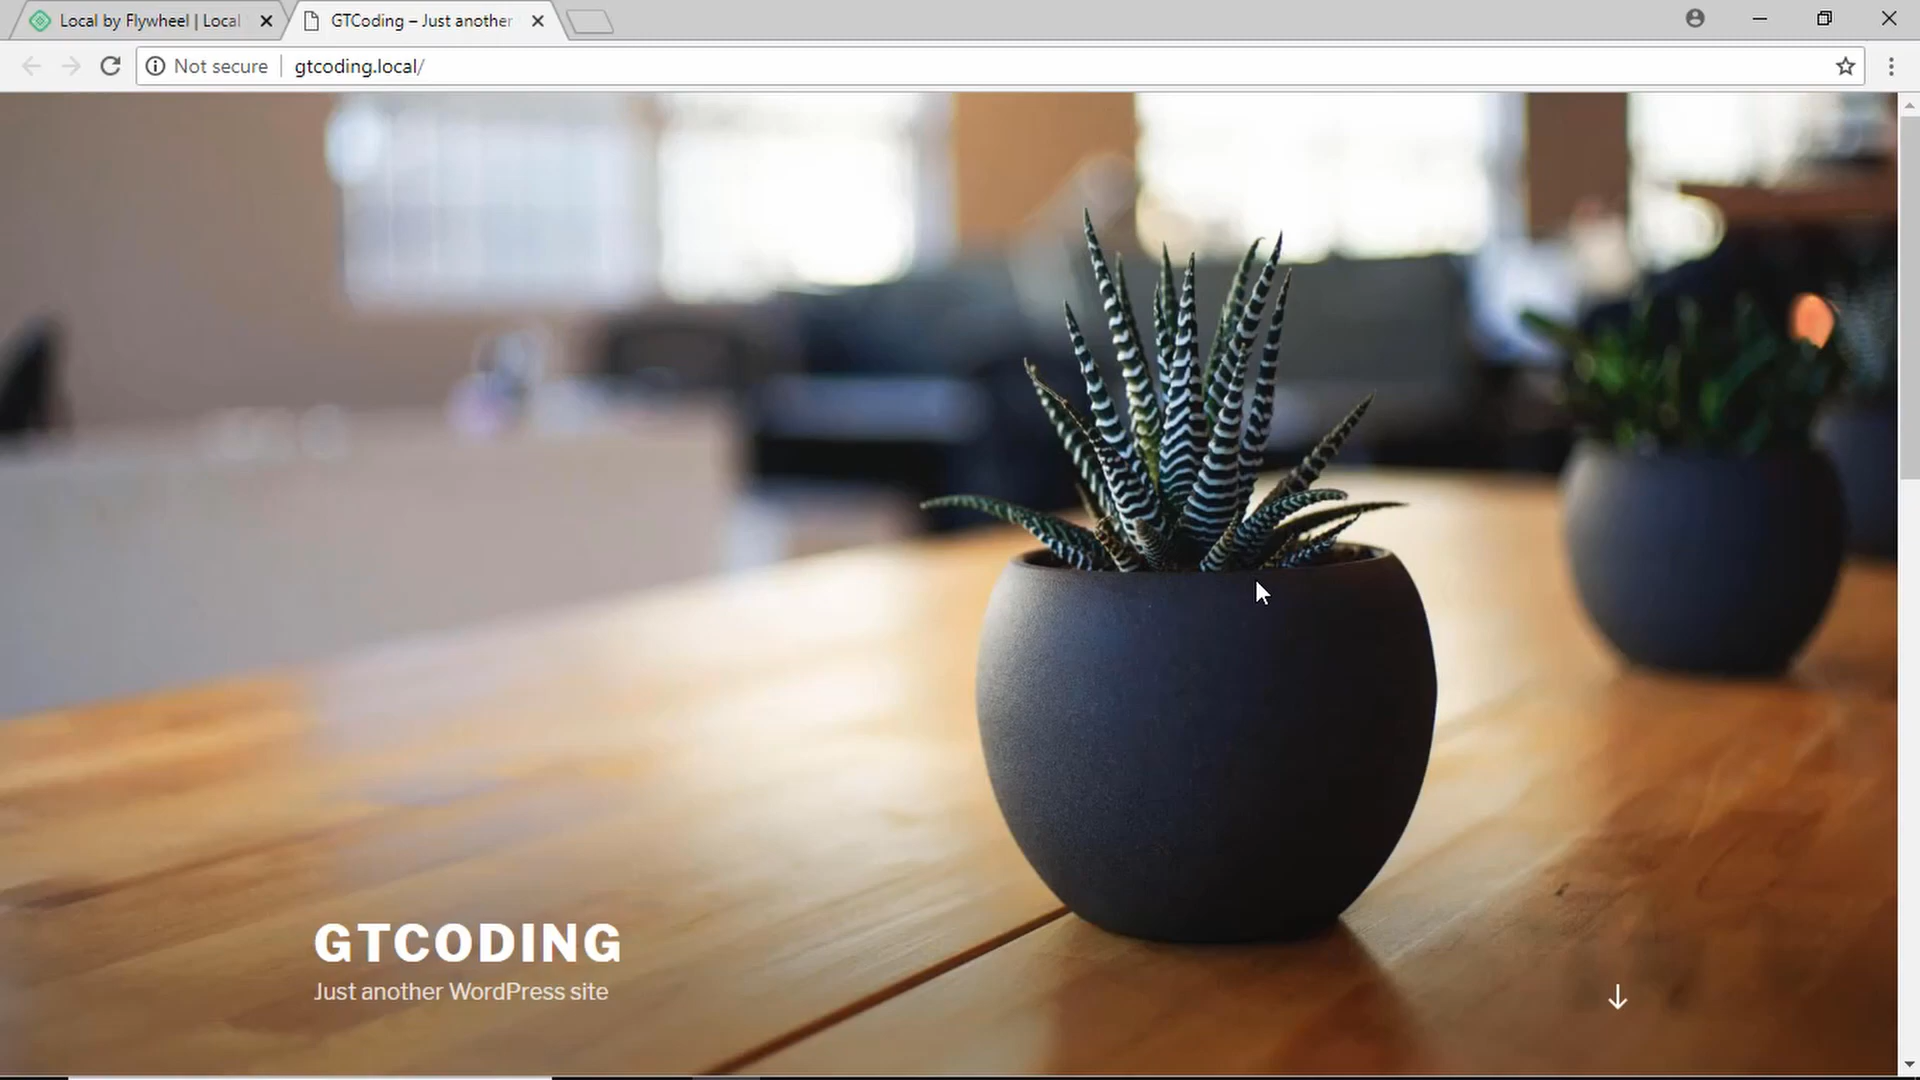 Local by Flywheel | Local
GTCoding – Just another
Not secure
gtcoding.local/
GTCODING
Just another WordPress site